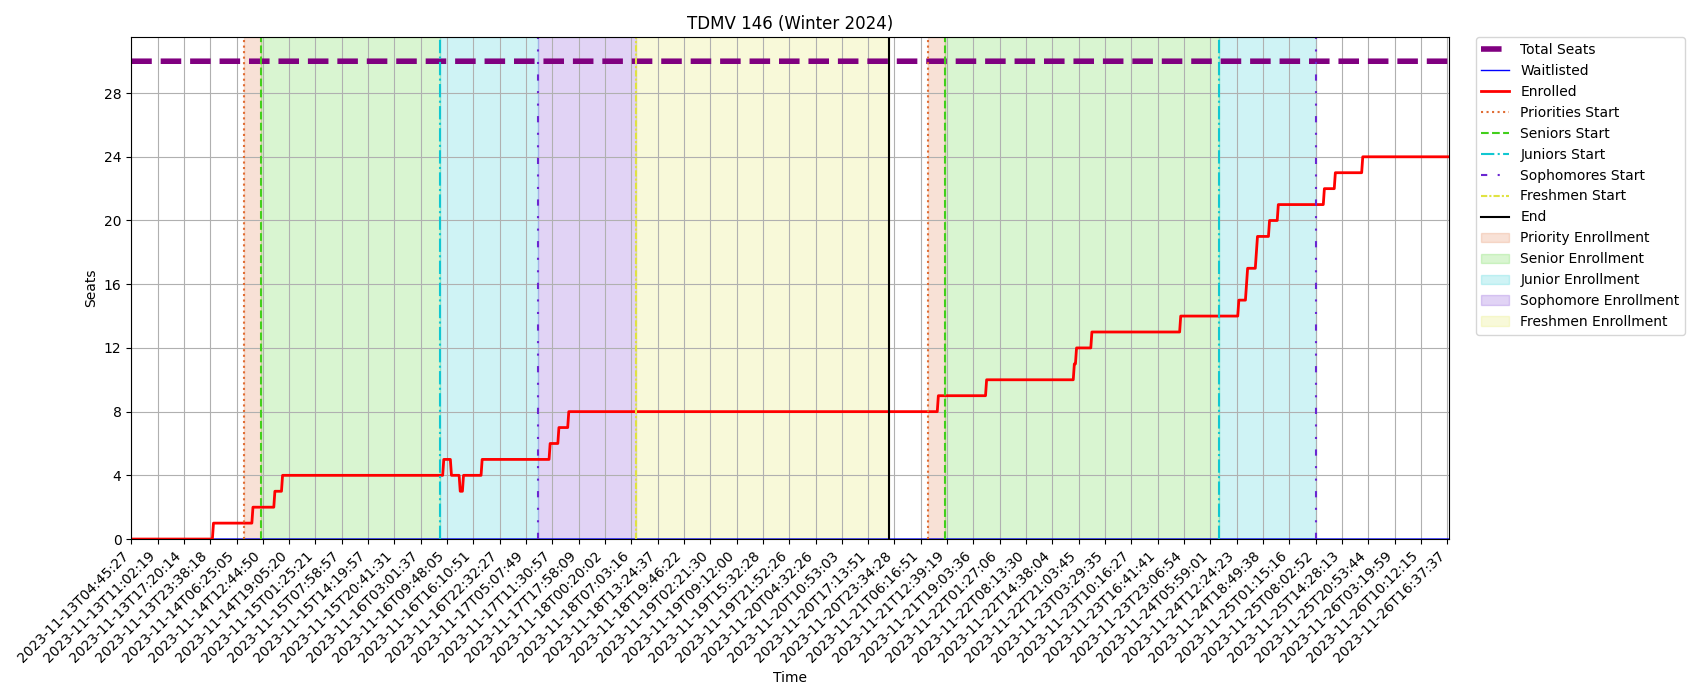 TDMV 146 (Winter 2024)
Seats
28
24
20
16
12
8
4
0
2023-11-13T04:45:27
2023-11-13T11:02:19
2023-11-13T17:20:14
2023-11-13T23:38:18
2023-11-14T06:25:05
2023-11-14T12:44:50
2023-11-14T19:05:20
2023-11-15T01:25:21
2023-11-15T07:58:57
2023-11-15T14:19:57
2023-11-15T20:41:31
2023-11-16T03:01:37
2023-11-16T09:48:05
2023-11-16T16:10:51
2023-11-16T22:32:27
2023-11-17T05:07:49
2023-11-17T11:30:57
2023-11-17T17:58:09
2023-11-18T00:20:02
2023-11-18T07:03:16
2023-11-18T13:24:37
2023-11-18T19:46:22
2023-11-19T02:21:30
2023-11-19T09:12:00
2023-11-19T15:32:28
2023-11-19T21:52:26
2023-11-20T04:32:26
2023-11-20T10:53:03
2023-11-20T17:13:51
2023-11-20T23:34:28
2023-11-21T06:16:51
2023-11-21T12:39:19
2023-11-21T19:03:36
2023-11-22T01:27:06
2023-11-22T08:13:30
2023-11-22T14:38:04
2023-11-22T21:03:45
2023-11-23T03:29:35
2023-11-23T10:16:27
2023-11-23T16:41:41
2023-11-23T23:06:54
2023-11-24T05:59:01
2023-11-24T12:24:23
2023-11-24T18:49:38
2023-11-25T01:15:16
2023-11-25T08:02:52
2023-11-25T14:28:13
2023-11-25T20:53:44
2023-11-26T03:19:59
2023-11-26T10:12:15
2023-11-26T16:37:37
Time
Total Seats
Waitlisted
Enrolled
Priorities Start
Seniors Start
Juniors Start
Sophomores Start
Freshmen Start
End
Priority Enrollment
Senior Enrollment
Junior Enrollment
Sophomore Enrollment
Freshmen Enrollment